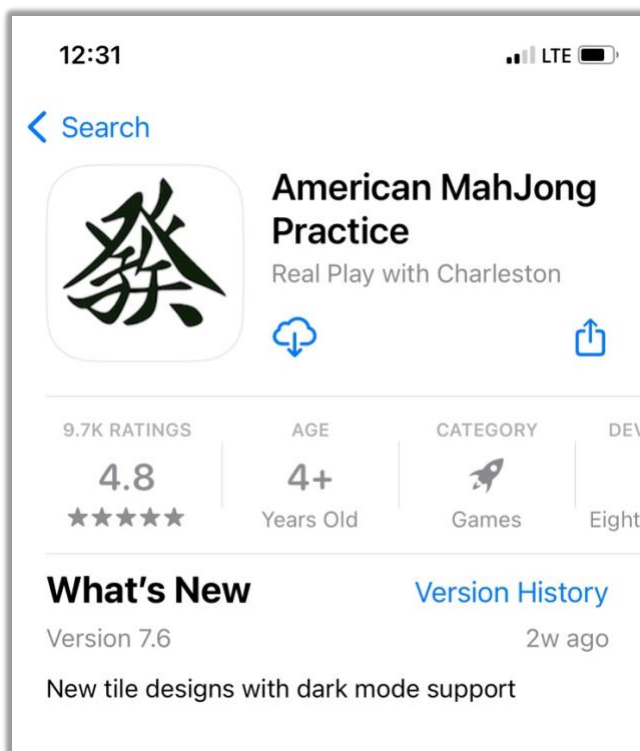 12:31
LTE
Search
發
American MahJong
Practice
Real Play with Charleston
9.7K RATINGS
AGE
CATEGORY
DEV
4.8
4+
Years Old
Games
Eight
What's New
Version History
Version 7.6
2w ago
New tile designs with dark mode support